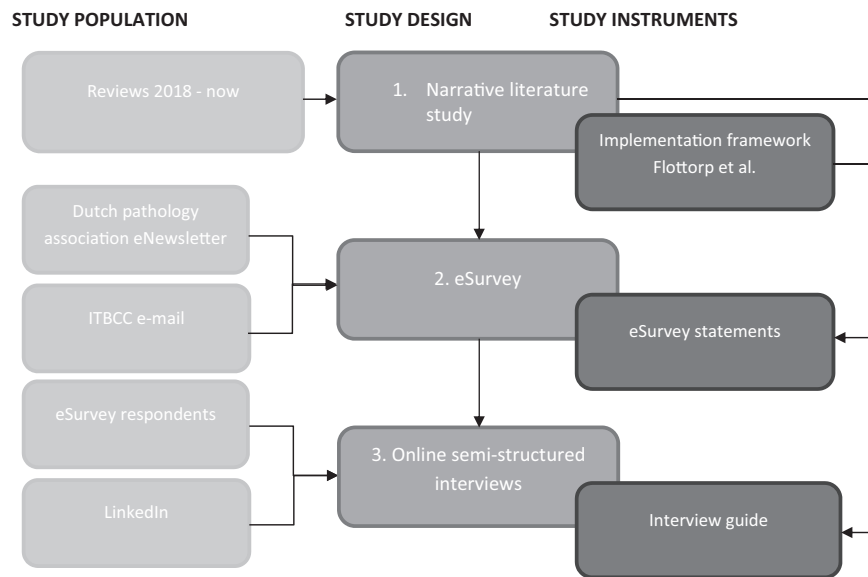 STUDY POPULATION
STUDY DESIGN
STUDY INSTRUMENTS
Reviews 2018 - now
1. Narrative literature
study
Implementation framework
Flottorp et al.
Dutch pathology
association eNewsletter
2. eSurvey
ITBCC e-mail
eSurvey statements
eSurvey respondents
3. Online semi-structured
interviews
LinkedIn
Interview guide